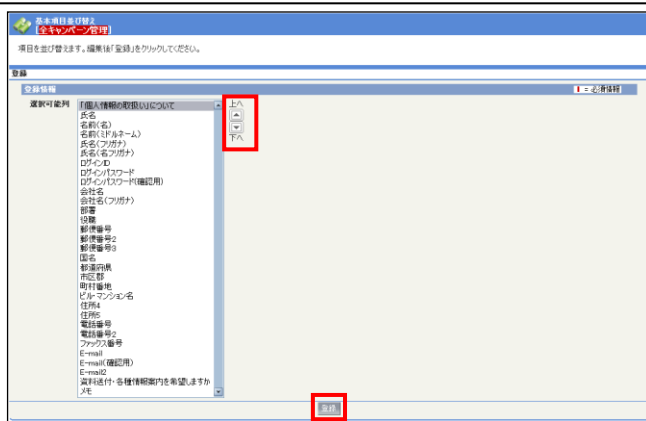 基本項目並び替え
[全キャンペーン管理]
項目を並び替えます。編集後「登録」をクリックしてください。
登録
登録情報
= 必須情報
選択可能列
「個人情報の取扱い」について
上へ
下へ
氏名
名前(名)
名前(ミドルネーム)
氏名(フリガナ)
氏名(名フリガナ)
ログインID
ログインパスワード
ログインパスワード(確認用)
会社名
会社名(フリガナ)
部署
役職
郵便番号
郵便番号2
郵便番号3
国名
都道府県
市区郡
町村番地
ビル・マンション名
住所4
住所5
電話番号
電話番号2
ファックス番号
E-mail
E-mail(確認用)
E-mail2
資料送付・各種情報案内を希望しますか
メモ
登録